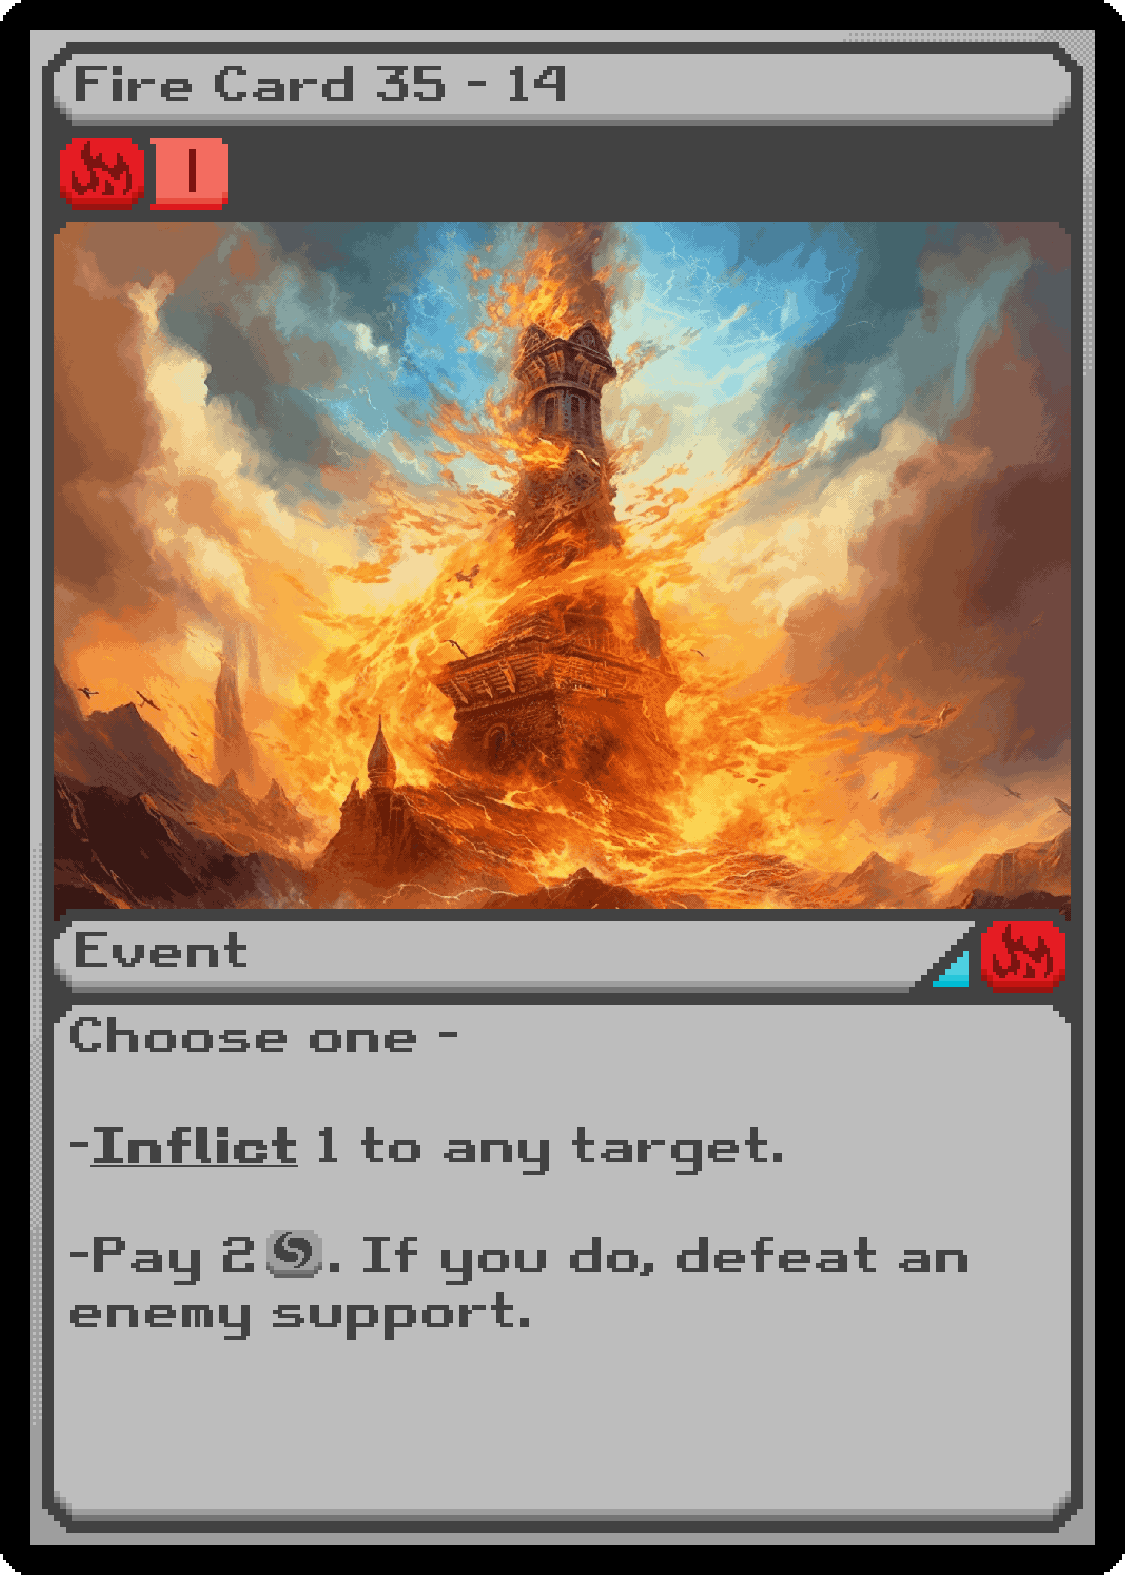 Fire Card 35 - 14
1
Event
Choose one -
-Inflict 1 to any target.
-Pay 2. If you do, defeat an
enemy support.